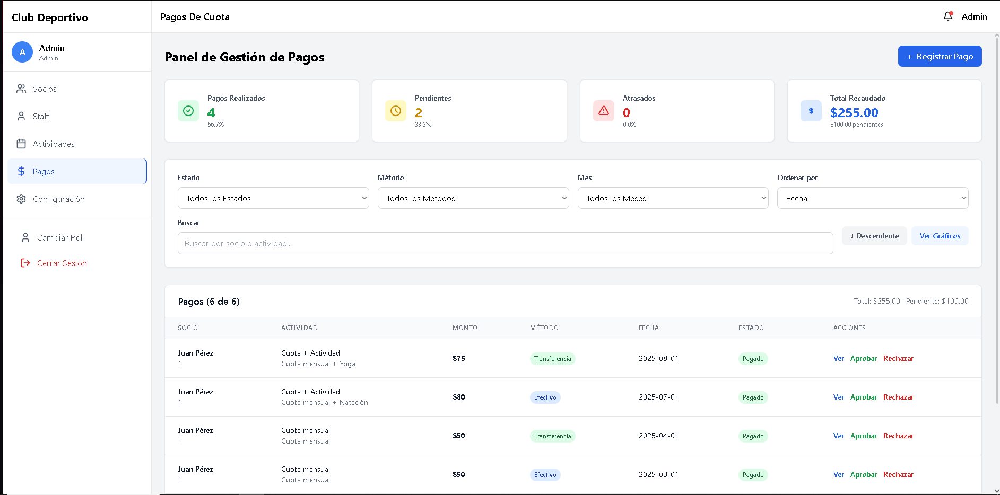 Club Deportivo
Pagos De Cuota
Admin
A
Admin
Admin
Socios
Staff
Actividades
Pagos
Configuración
Cambiar Rol
Cerrar Sesión
Panel de Gestión de Pagos
+ Registrar Pago
Pagos Realizados
4
66.7%
Pendientes
2
33.3%
Atrasados
0
0.0%
$
Total Recaudado
$255.00
$100.00 pendientes
Estado
Todos los Estados
Método
Todos los Métodos
Mes
Todos los Meses
Ordenar por
Fecha
Buscar
Buscar por socio o actividad...
↓ Descendente
Ver Gráficos
Pagos (6 de 6)
Total: $255.00 | Pendiente: $100.00
SOCIO ACTIVIDAD MONTO MÉTODO FECHA ESTADO ACCIONES
Juan Pérez Cuota + Actividad $75 Transferencia 2025-08-01 Pagado Ver Aprobar Rechazar
1 Cuota mensual + Yoga
Juan Pérez Cuota + Actividad $80 Efectivo 2025-07-01 Pagado Ver Aprobar Rechazar
1 Cuota mensual + Natación
Juan Pérez Cuota mensual $50 Transferencia 2025-04-01 Pagado Ver Aprobar Rechazar
1 Cuota mensual
Juan Pérez Cuota mensual $50 Efectivo 2025-03-01 Pagado Ver Aprobar Rechazar
1 Cuota mensual